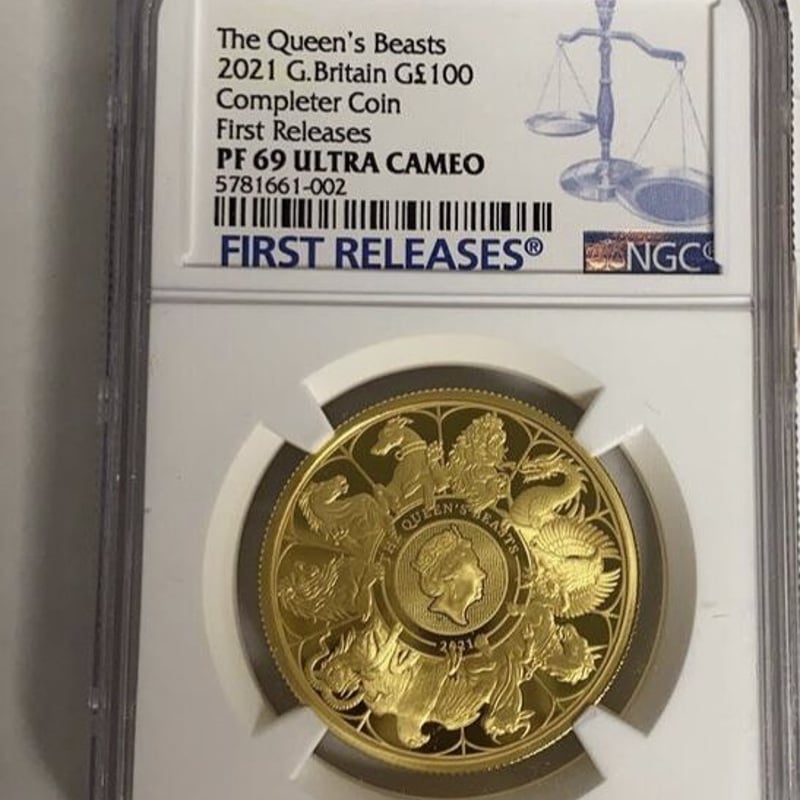 The Queen's Beasts
2021 G.Britain G£100
Completer Coin
First Releases
PF 69 ULTRA CAMEO
5781661-002
FIRST RELEASES®
NGC
THE QUEEN'S BEASTS
2021